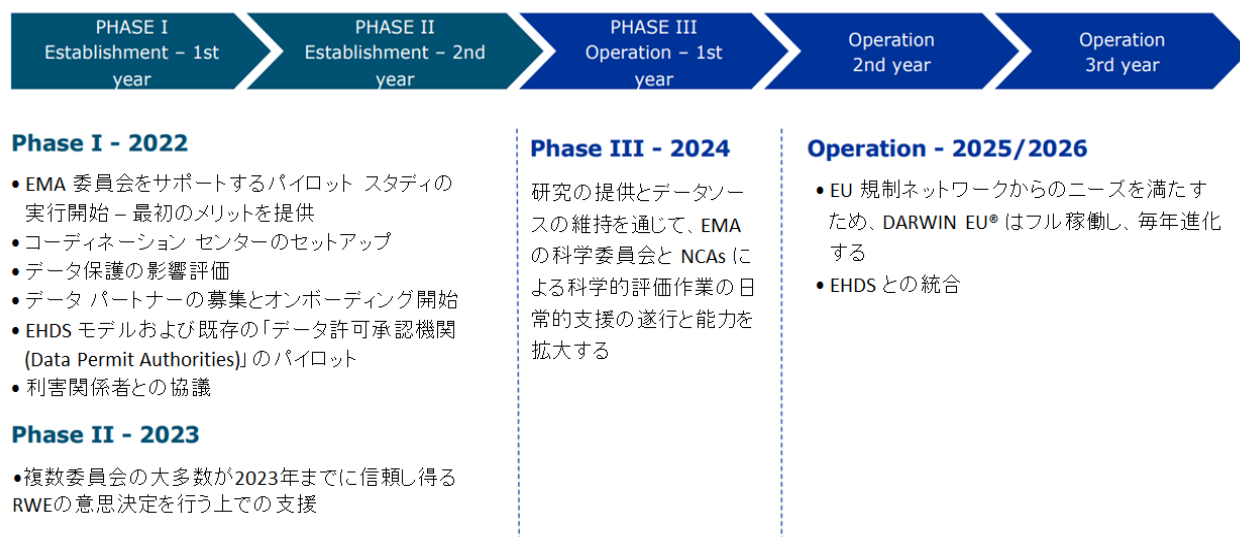 PHASE I
Establishment – 1st
year
PHASE II
Establishment – 2nd
year
PHASE III
Operation – 1st
year
Operation
2nd year
Operation
3rd year
Phase I - 2022
• EMA 委員会をサポートするパイロット スタディの
実行開始 – 最初のメリットを提供
• コーディネーション センターのセットアップ
• データ保護の影響評価
• データ パートナーの募集とオンボーディング開始
• EHDS モデルおよび既存の「データ許可承認機関
(Data Permit Authorities)」のパイロット
• 利害関係者との協議
Phase II - 2023
•複数委員会の大多数が2023年までに信頼し得る
RWEの意思決定を行う上での支援
Phase III - 2024
研究の提供とデータソー
スの維持を通じて、EMA
の科学委員会と NCAs に
よる科学的評価作業の日
常的支援の遂行と能力を
拡大する
Operation - 2025/2026
• EU 規制ネットワークからのニーズを満たす
ため、DARWIN EU® はフル稼働し、毎年進化
する
• EHDS との統合